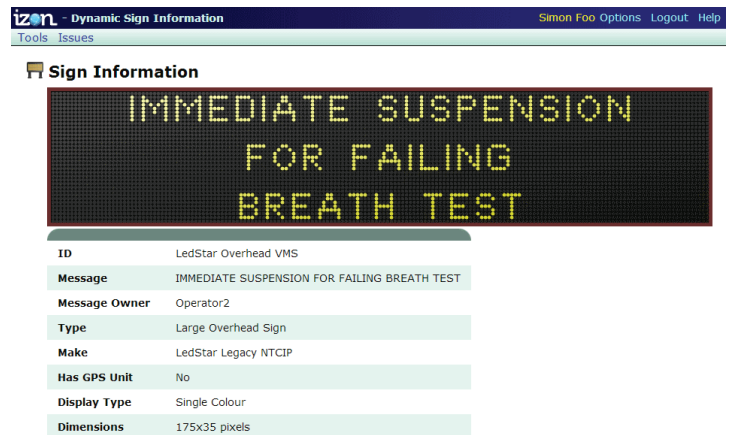 izon - Dynamic Sign Information Simon Foo Options Logout Help
Tools Issues
Sign Information
IMMEDIATE SUSPENSION
FOR FAILING
BREATH TEST
ID LedStar Overhead VMS
Message IMMEDIATE SUSPENSION FOR FAILING BREATH TEST
Message Owner Operator2
Type Large Overhead Sign
Make LedStar Legacy NTCIP
Has GPS Unit No
Display Type Single Colour
Dimensions 175x35 pixels